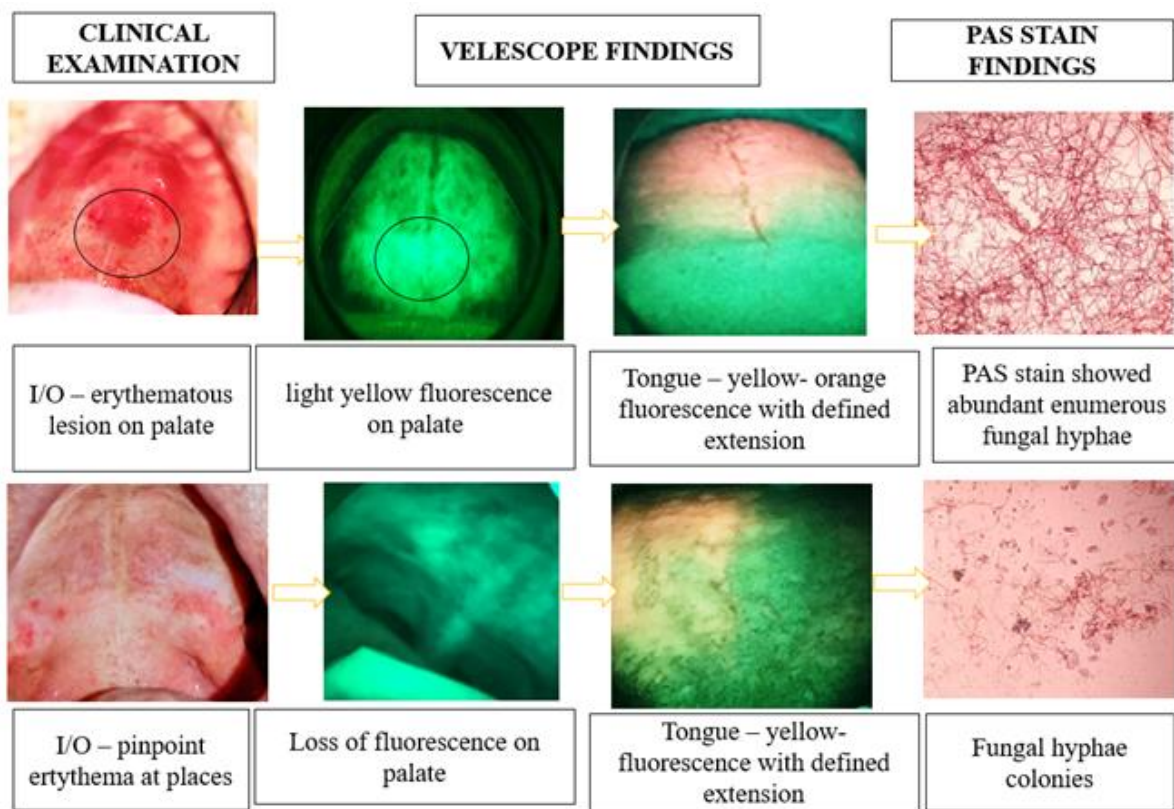 CLINICAL
EXAMINATION
VELESCOPE FINDINGS
PAS STAIN
FINDINGS
I/O – erythematous
lesion on palate
light yellow fluorescence
on palate
Tongue – yellow- orange
fluorescence with defined
extension
PAS stain showed
abundant enumerous
fungal hyphae
I/O – pinpoint
ertythema at places
Loss of fluorescence on
palate
Tongue – yellow-
fluorescence with defined
extension
Fungal hyphae
colonies